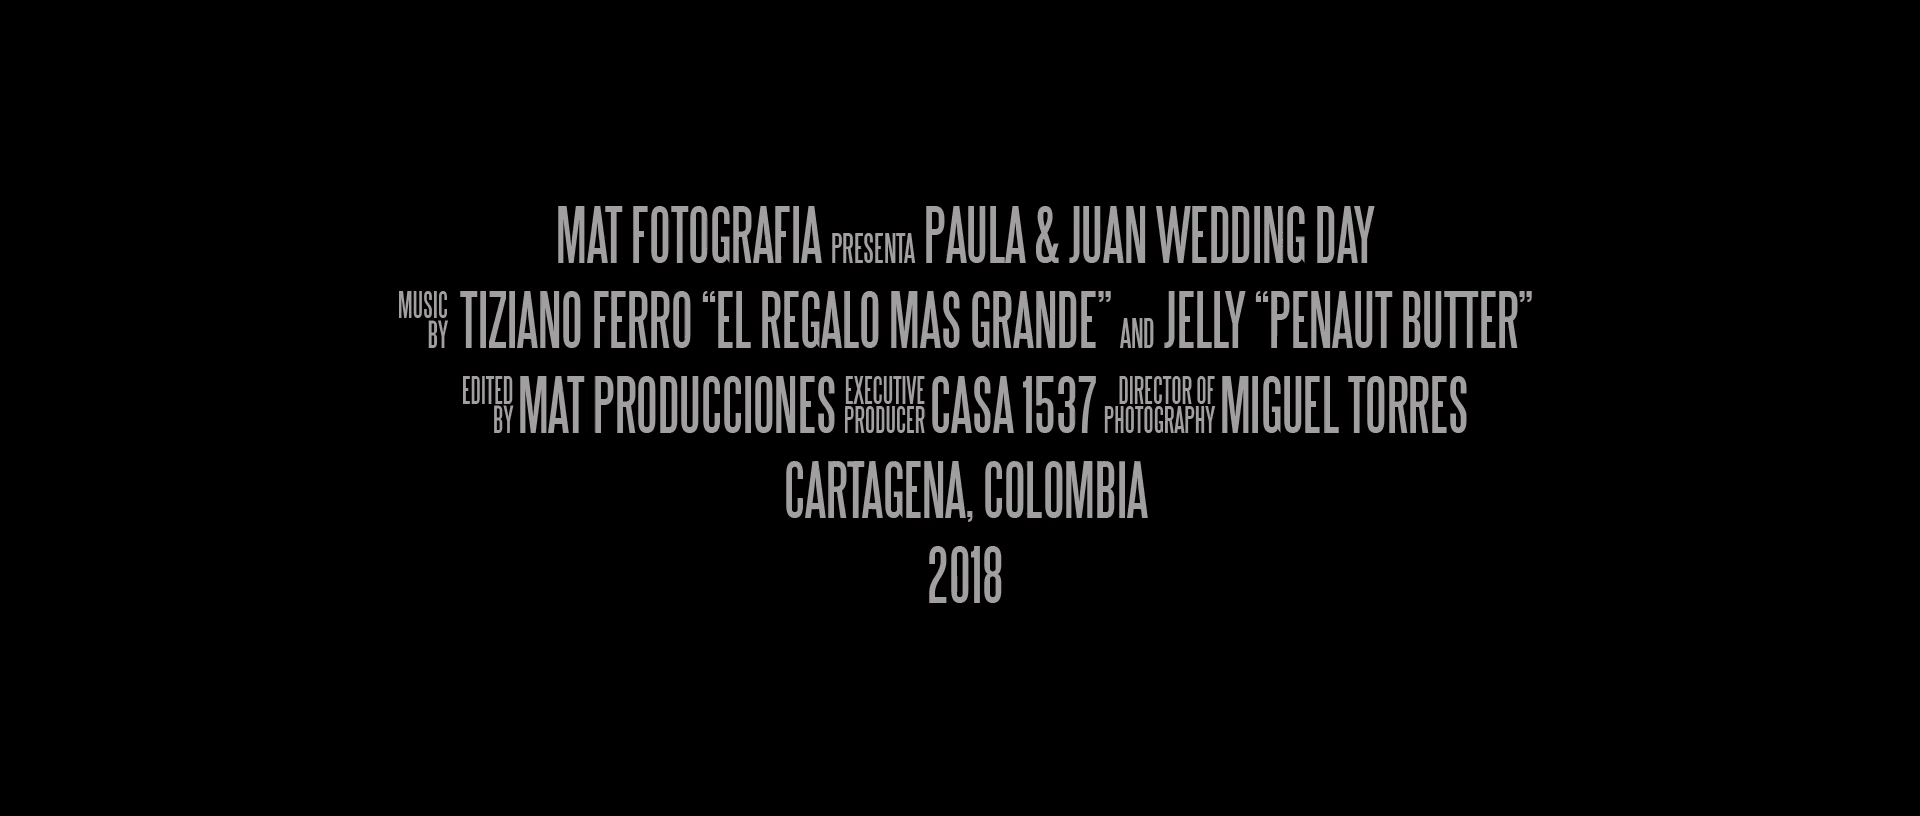 MAT FOTOGRAFIA PRESENTA PAULA & JUAN WEDDING DAY
MUSIC BY TIZIANO FERRO “EL REGALO MAS GRANDE” AND JELLY “PENAUT BUTTER”
EDITED BY MAT PRODUCCIONES EXECUTIVE PRODUCER CASA 1537 DIRECTOR OF PHOTOGRAPHY MIGUEL TORRES
CARTAGENA, COLOMBIA
2018